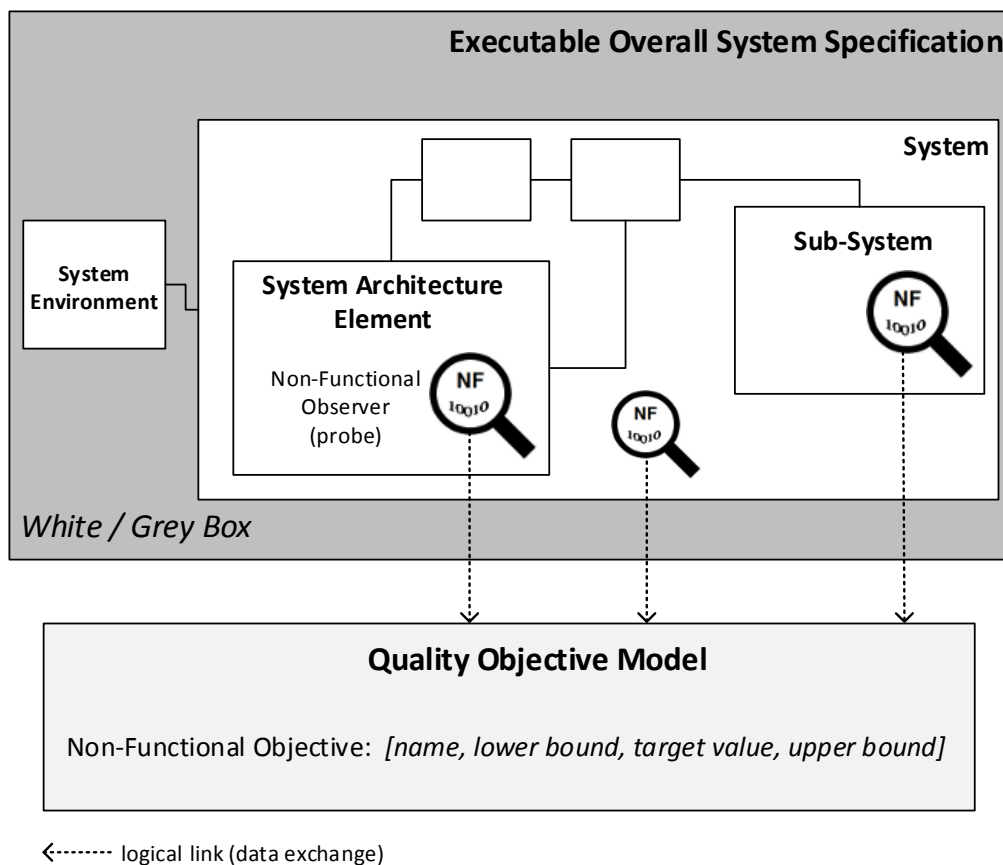 Executable Overall System Specification
System
Sub-System
NF
10010
System
Environment
System Architecture
Element
Non-Functional
Observer
(probe)
NF
10010
NF
10010
White / Grey Box
Quality Objective Model
Non-Functional Objective: [name, lower bound, target value, upper bound]
logical link (data exchange)